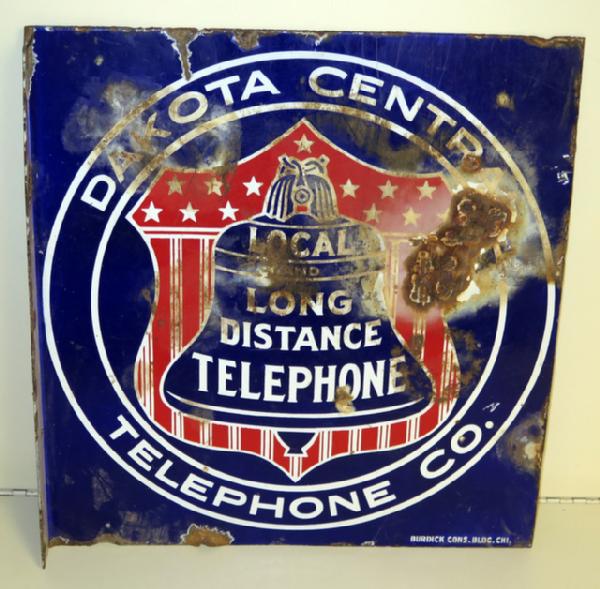 DAKOTA CENTR
LOCAL
AND
LONG
DISTANCE
TELEPHONE
TELEPHONE CO.
BURDICK CONS. BLDG. CHI.